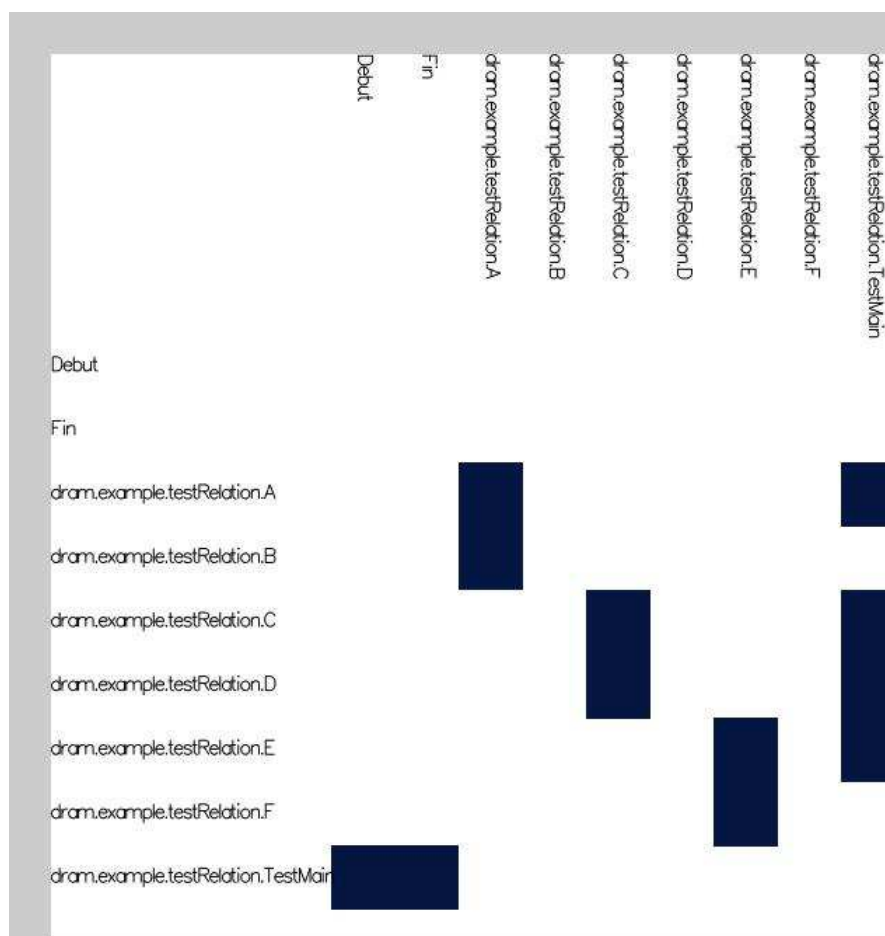 Debut
Fin
dram.example.testRelation.A
dram.example.testRelation.B
dram.example.testRelation.C
dram.example.testRelation.D
dram.example.testRelation.E
dram.example.testRelation.F
dram.example.testRelation.TestMain
Debut
Fin
dram.example.testRelation.A
dram.example.testRelation.B
dram.example.testRelation.C
dram.example.testRelation.D
dram.example.testRelation.E
dram.example.testRelation.F
dram.example.testRelation.TestMain